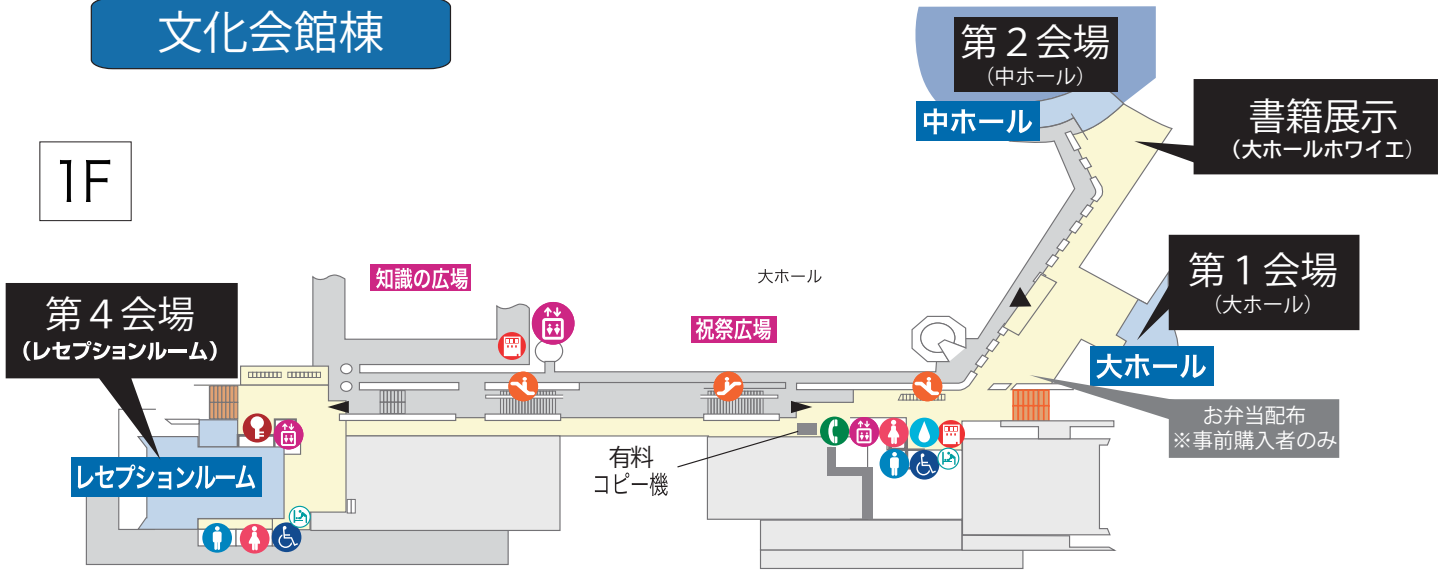 文化会館棟
1F
第２会場
（中ホール）
中ホール
書籍展示
（大ホールホワイエ）
知識の広場
大ホール
祝祭広場
第１会場
（大ホール）
大ホール
第４会場
（レセプションルーム）
レセプションルーム
お弁当配布
※事前購入者のみ
有料
コピー機